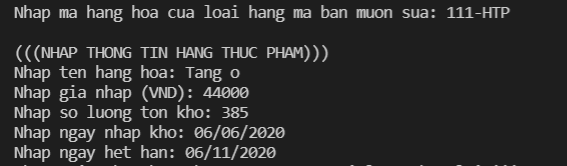 Nhap ma hang hoa cua loai hang ma ban muon sua: 111-HTP
(((NHAP THONG TIN HANG THUC PHAM)))
Nhap ten hang hoa: Tang o
Nhap gia nhap (VND): 44000
Nhap so luong ton kho: 385
Nhap ngay nhap kho: 06/06/2020
Nhap ngay het han: 06/11/2020